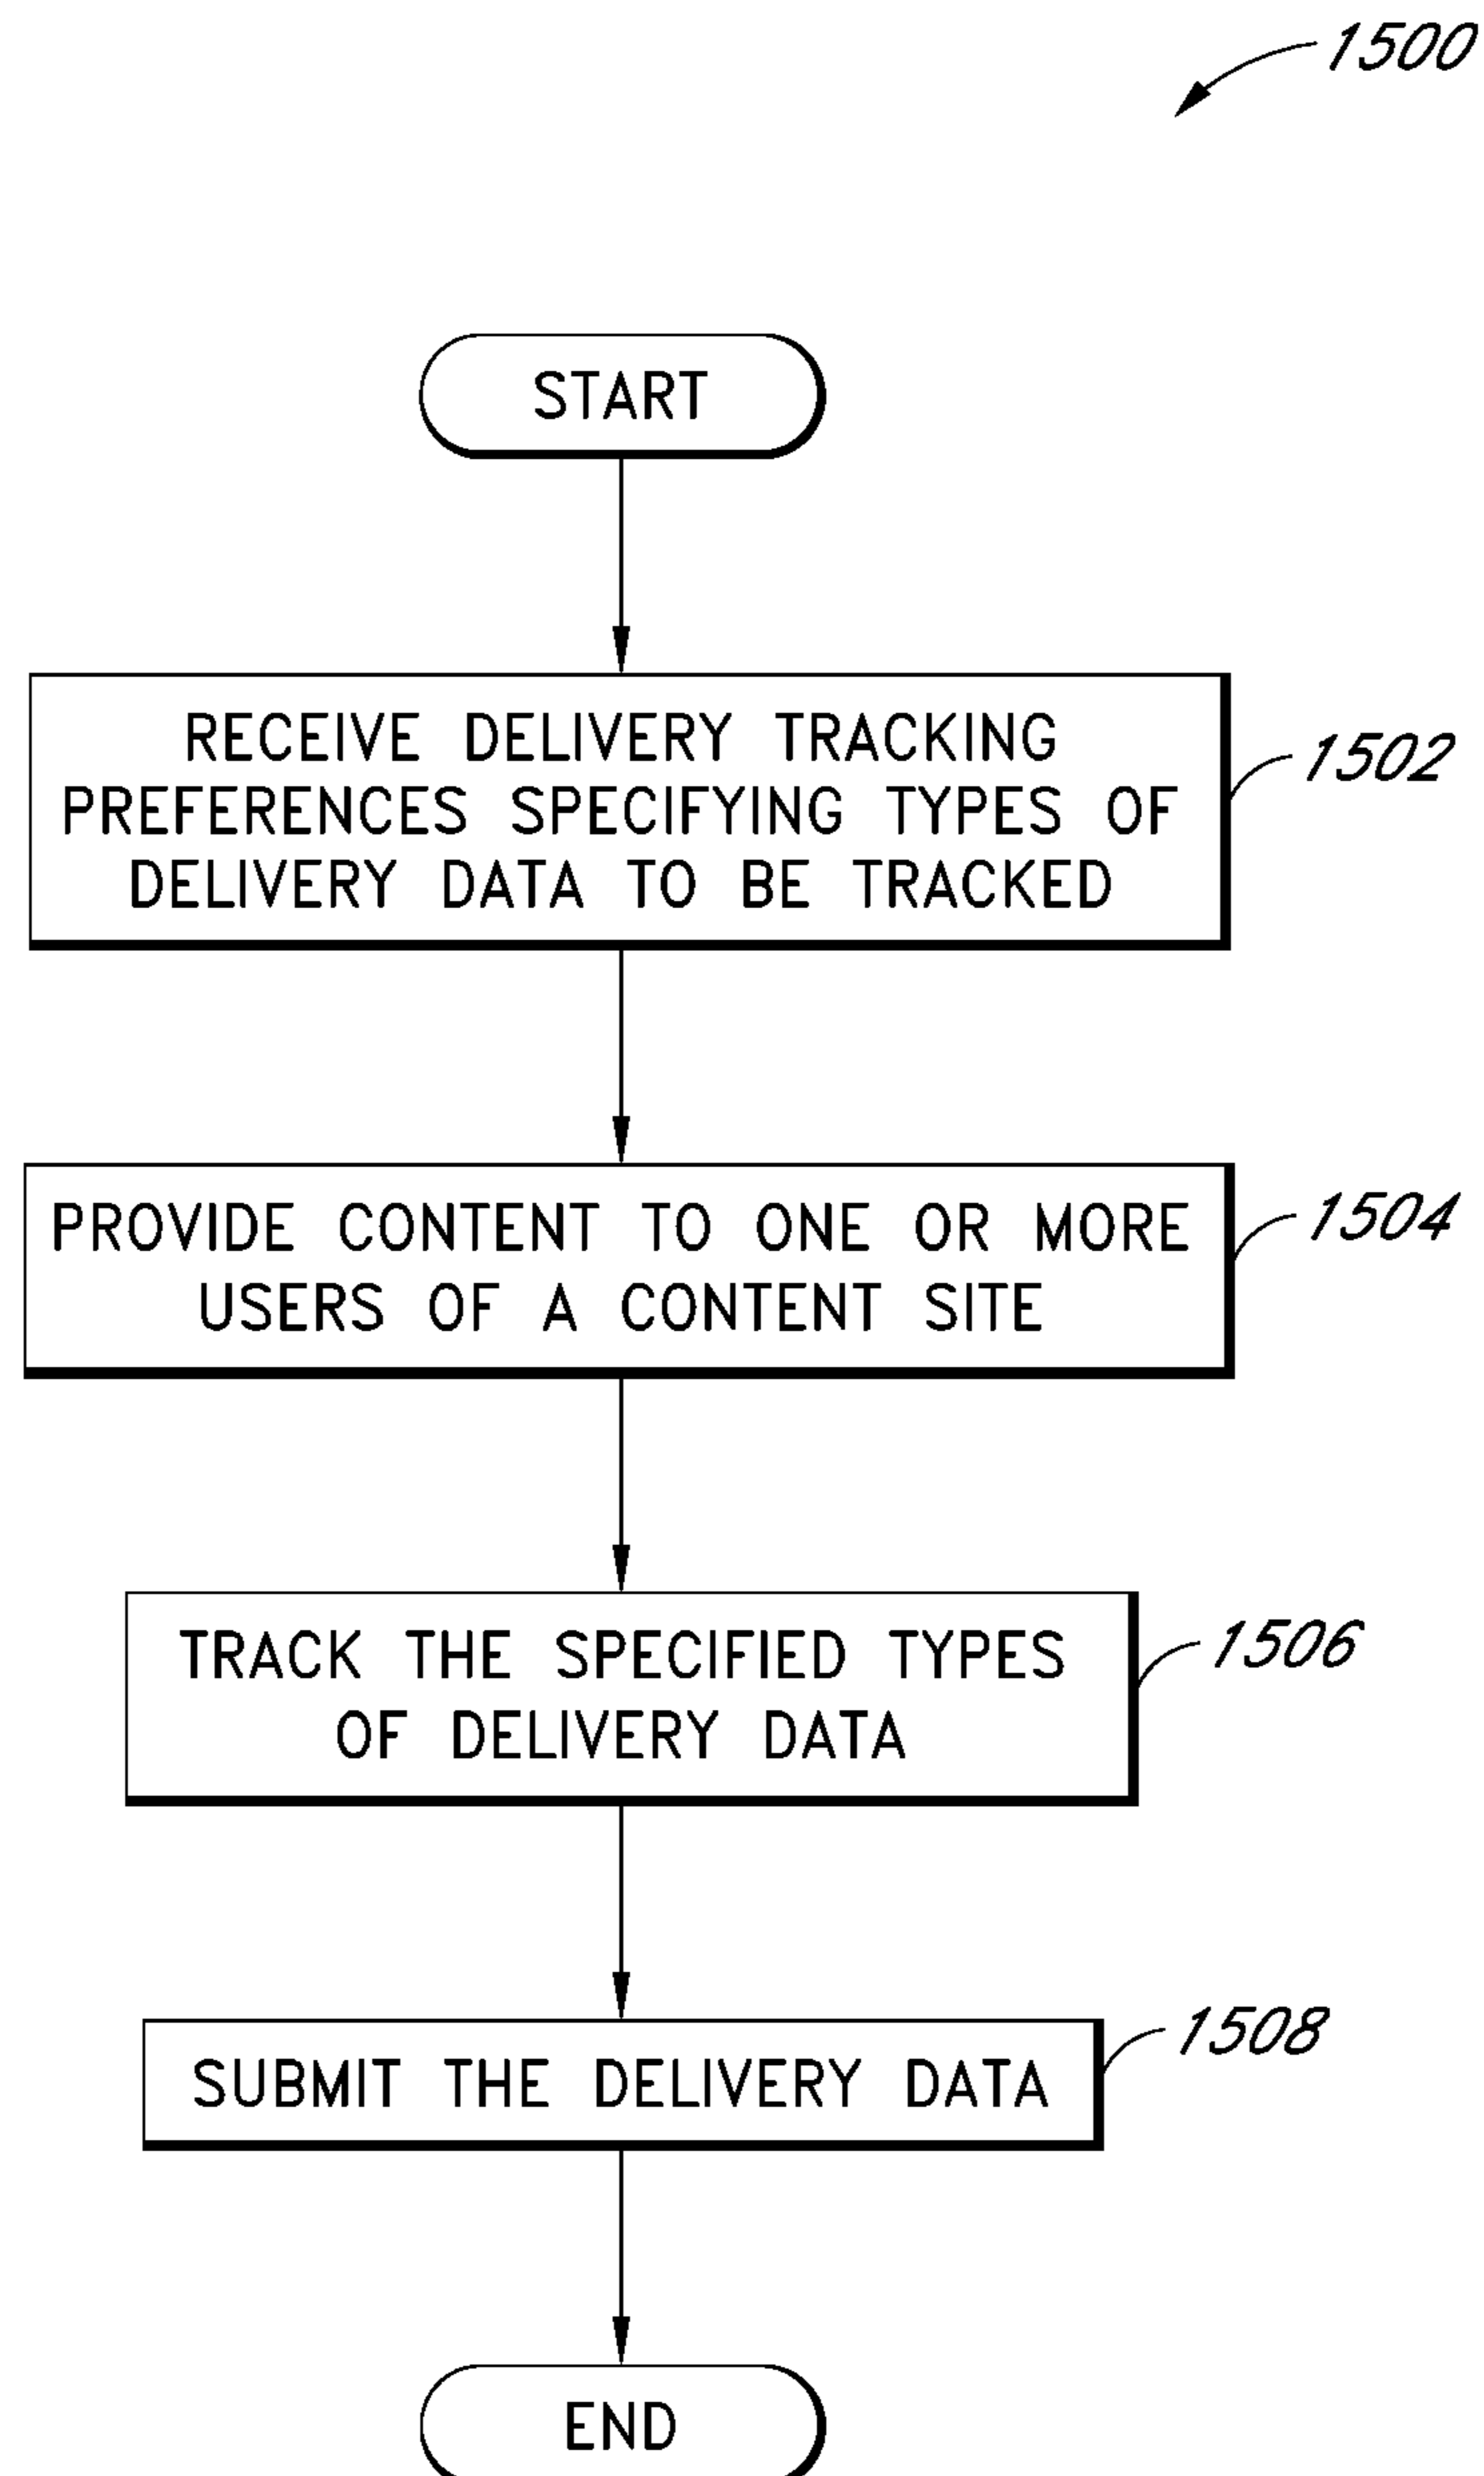 1500
START
RECEIVE DELIVERY TRACKING
PREFERENCES SPECIFYING TYPES OF
DELIVERY DATA TO BE TRACKED
1502
PROVIDE CONTENT TO ONE OR MORE
USERS OF A CONTENT SITE
1504
TRACK THE SPECIFIED TYPES
OF DELIVERY DATA
1506
SUBMIT THE DELIVERY DATA
1508
END